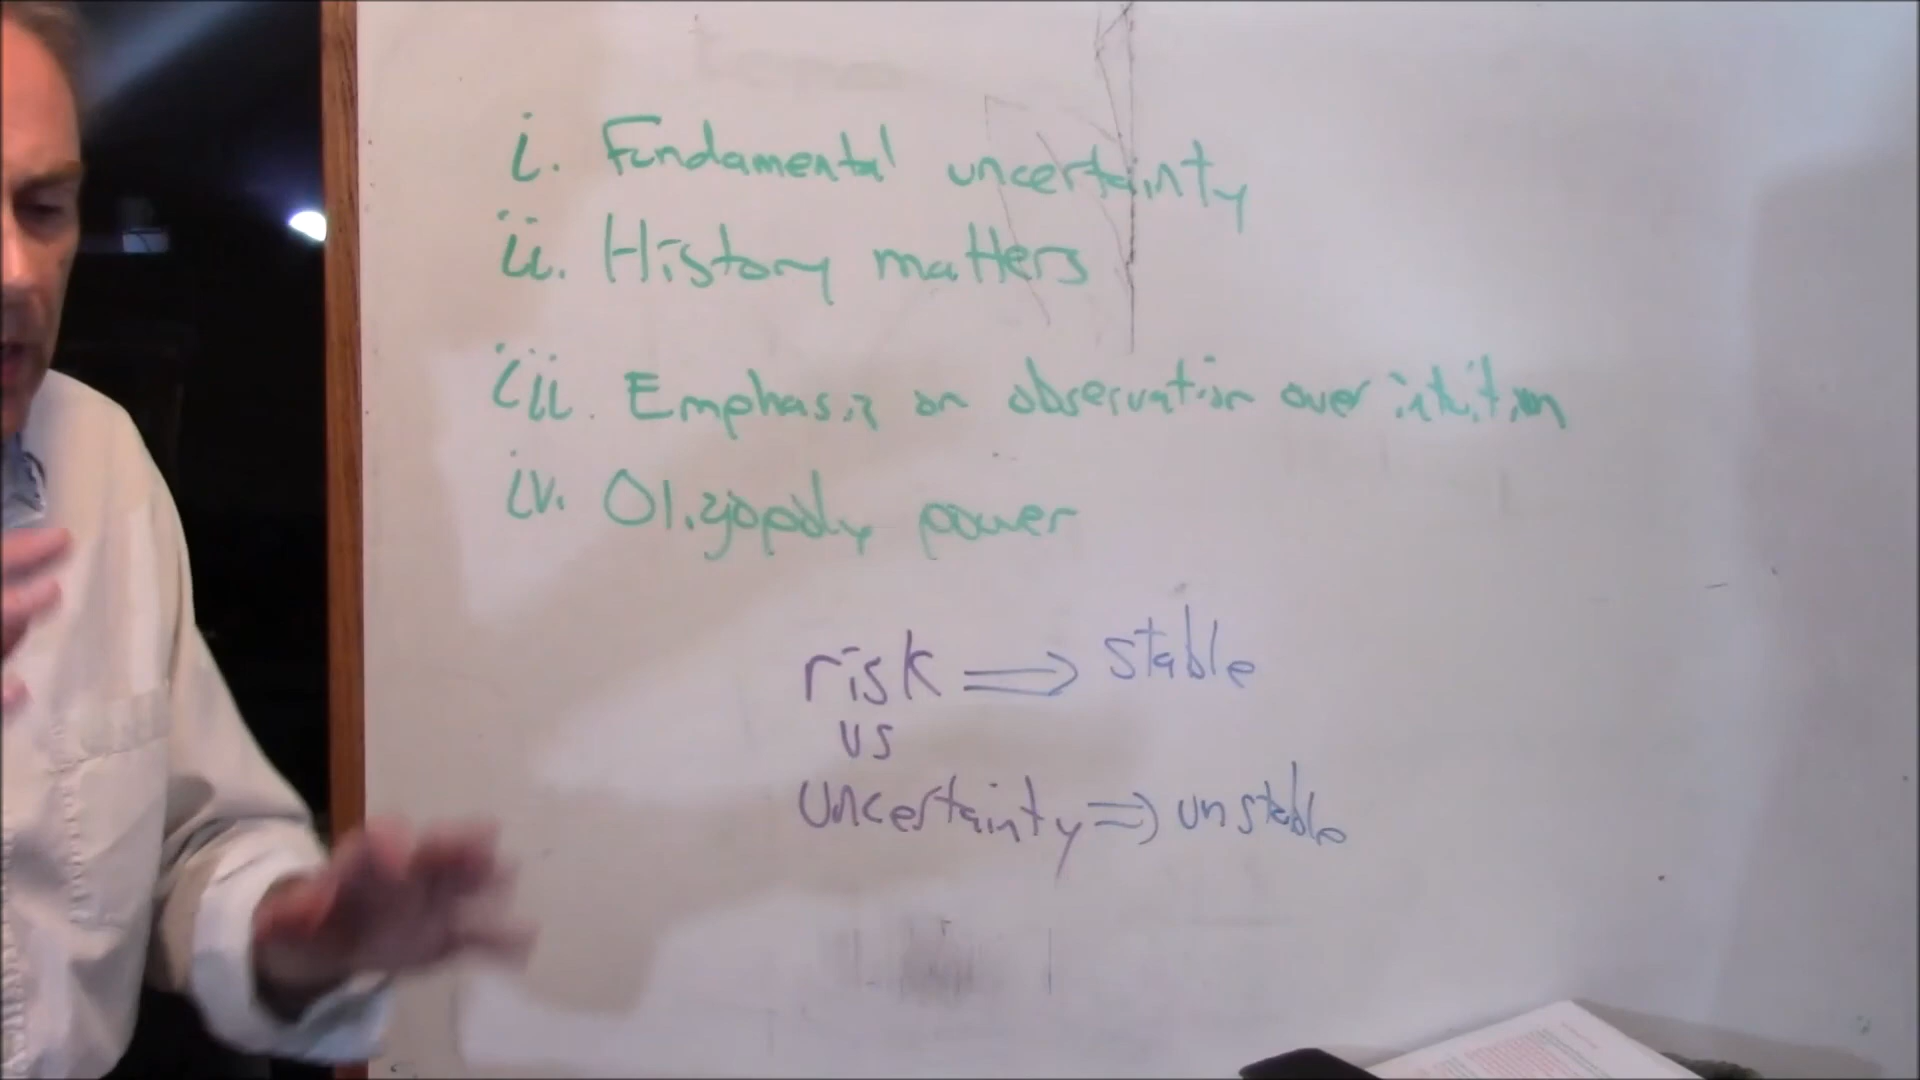 i. Fundamental uncertainty
ii. History matters
iii. Emphasis on observation over intuition
iv. Oligopoly power
risk ⇒ stable
vs
Uncertainty ⇒ unstable